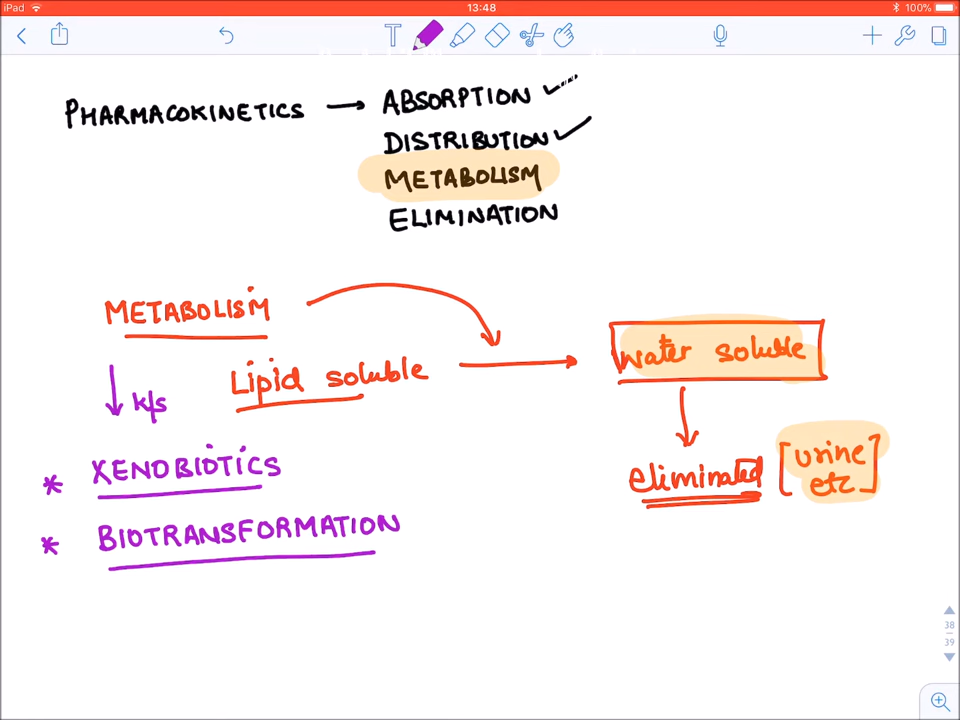 iPad 13:48 100%
T
PHARMACOKINETICS → ABSORPTION ✓
DISTRIBUTION ✓
METABOLISM
ELIMINATION
METABOLISM
Lipid soluble → water soluble
k/s
eliminated [urine
etc]
* XENOBIOTICS
* BIOTRANSFORMATION
38
39